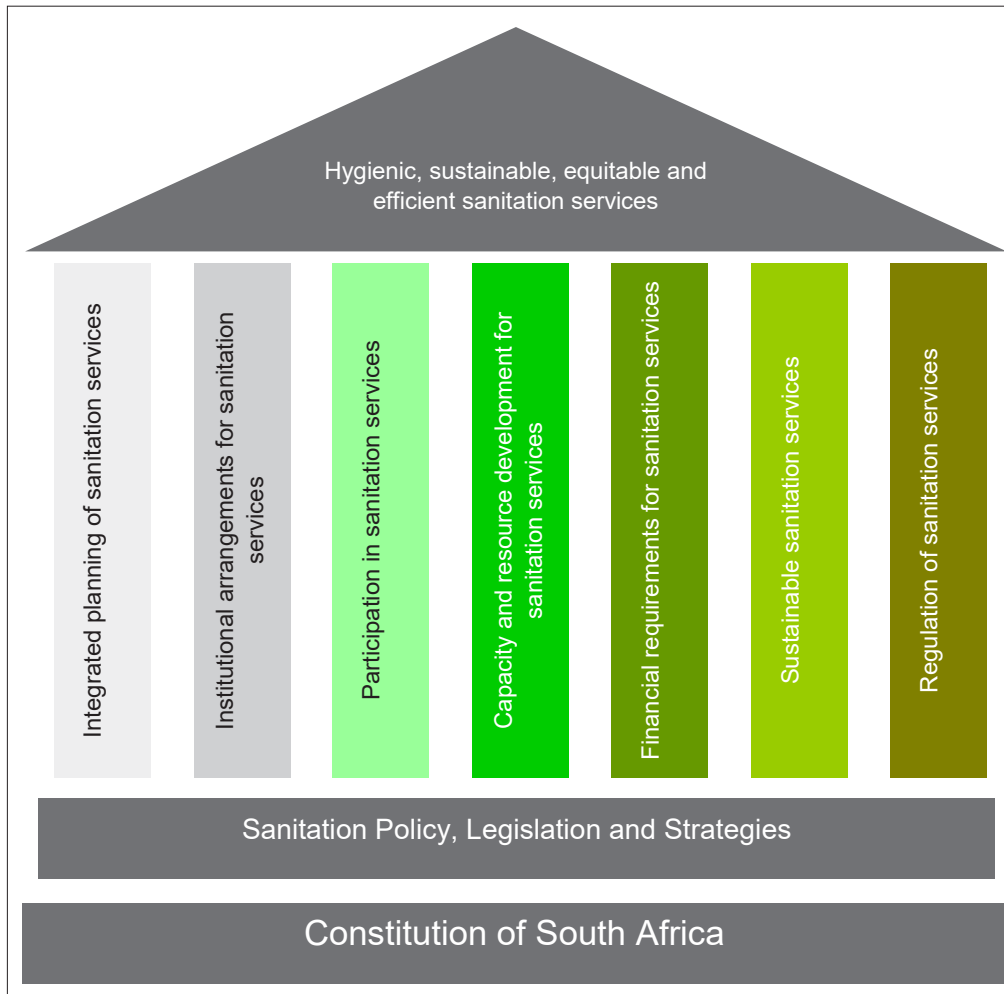 Hygienic, sustainable, equitable and
efficient sanitation services
Integrated planning of sanitation services
Institutional arrangements for sanitation
services
Participation in sanitation services
Capacity and resource development for
sanitation services
Financial requirements for sanitation services
Sustainable sanitation services
Regulation of sanitation services
Sanitation Policy, Legislation and Strategies
Constitution of South Africa